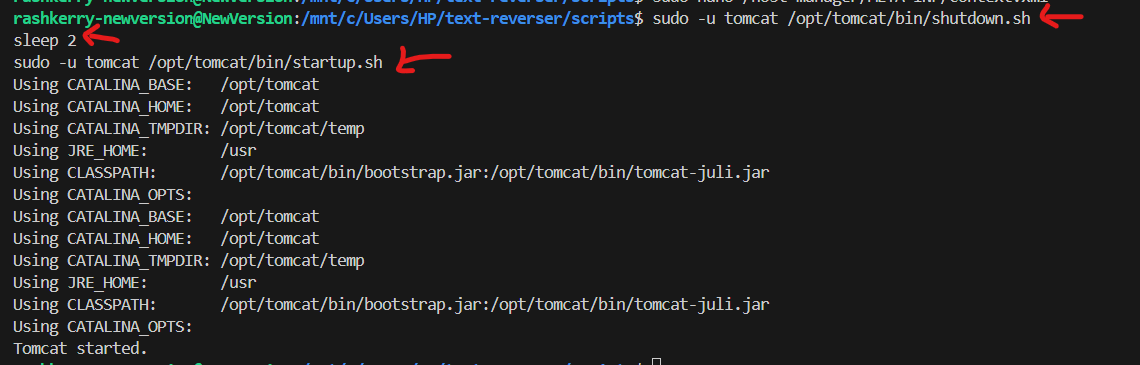 rashkerry-newversion@NewVersion:/mnt/c/Users/HP/text-reverser/scripts$ sudo nano /host-manager/META-INF/context.xml
rashkerry-newversion@NewVersion:/mnt/c/Users/HP/text-reverser/scripts$ sudo -u tomcat /opt/tomcat/bin/shutdown.sh
sleep 2
sudo -u tomcat /opt/tomcat/bin/startup.sh
Using CATALINA_BASE:   /opt/tomcat
Using CATALINA_HOME:   /opt/tomcat
Using CATALINA_TMPDIR: /opt/tomcat/temp
Using JRE_HOME:        /usr
Using CLASSPATH:       /opt/tomcat/bin/bootstrap.jar:/opt/tomcat/bin/tomcat-juli.jar
Using CATALINA_OPTS:
Using CATALINA_BASE:   /opt/tomcat
Using CATALINA_HOME:   /opt/tomcat
Using CATALINA_TMPDIR: /opt/tomcat/temp
Using JRE_HOME:        /usr
Using CLASSPATH:       /opt/tomcat/bin/bootstrap.jar:/opt/tomcat/bin/tomcat-juli.jar
Using CATALINA_OPTS:
Tomcat started.